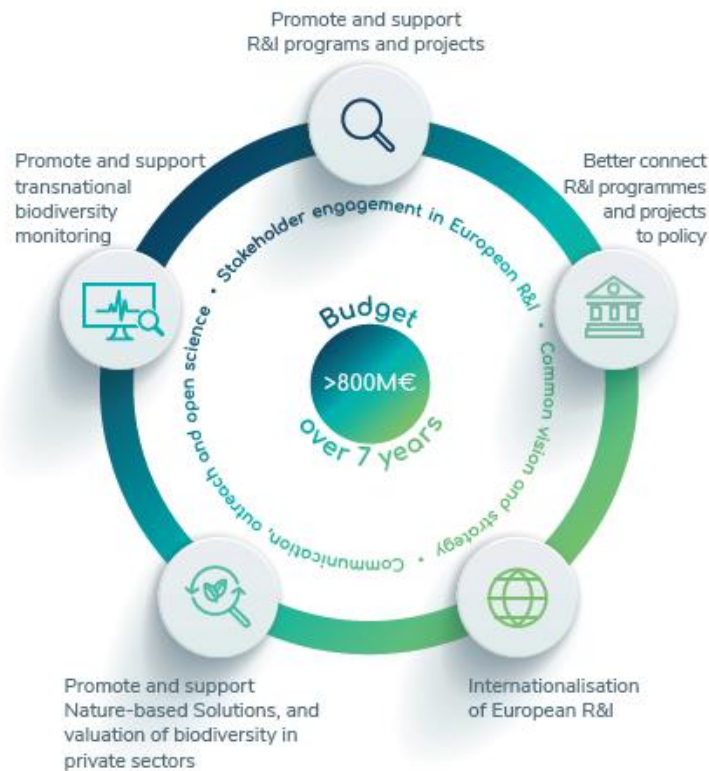 Promote and support
R&I programs and projects
Promote and support
transnational
biodiversity
monitoring
Better connect
R&I programmes
and projects
to policy
Stakeholder engagement in European R&I • Common vision and strategy • Communication, outreach and open science •
Budget
>800M€
over 7 years
Promote and support
Nature-based Solutions, and
valuation of biodiversity in
private sectors
Internationalisation
of European R&I